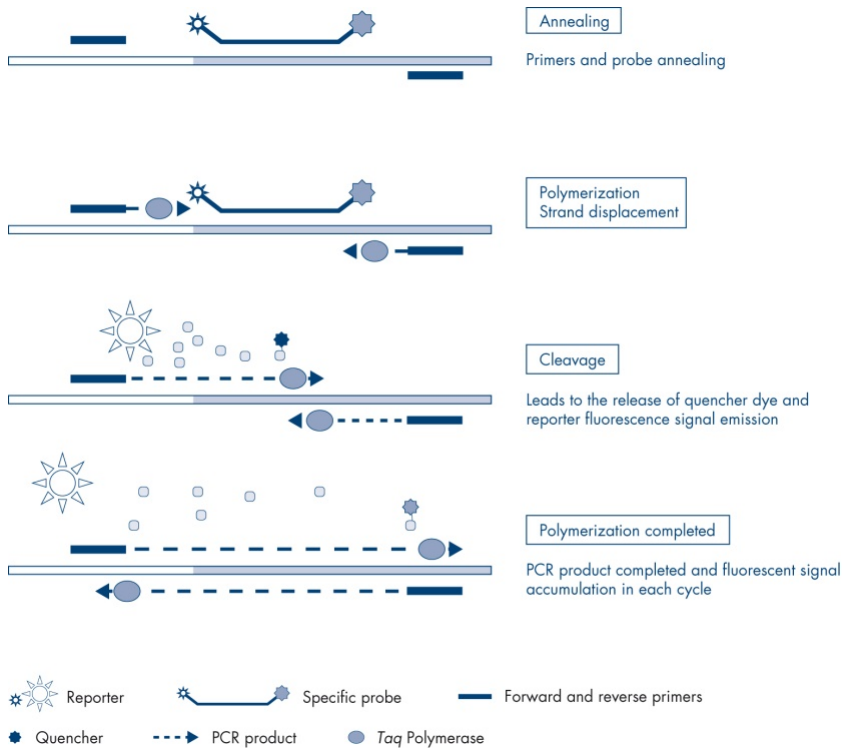 Annealing
Primers and probe annealing
Polymerization
Strand displacement
Cleavage
Leads to the release of quencher dye and
reporter fluorescence signal emission
Polymerization completed
PCR product completed and fluorescent signal
accumulation in each cycle
Reporter
Specific probe
Forward and reverse primers
Quencher
PCR product
Taq Polymerase